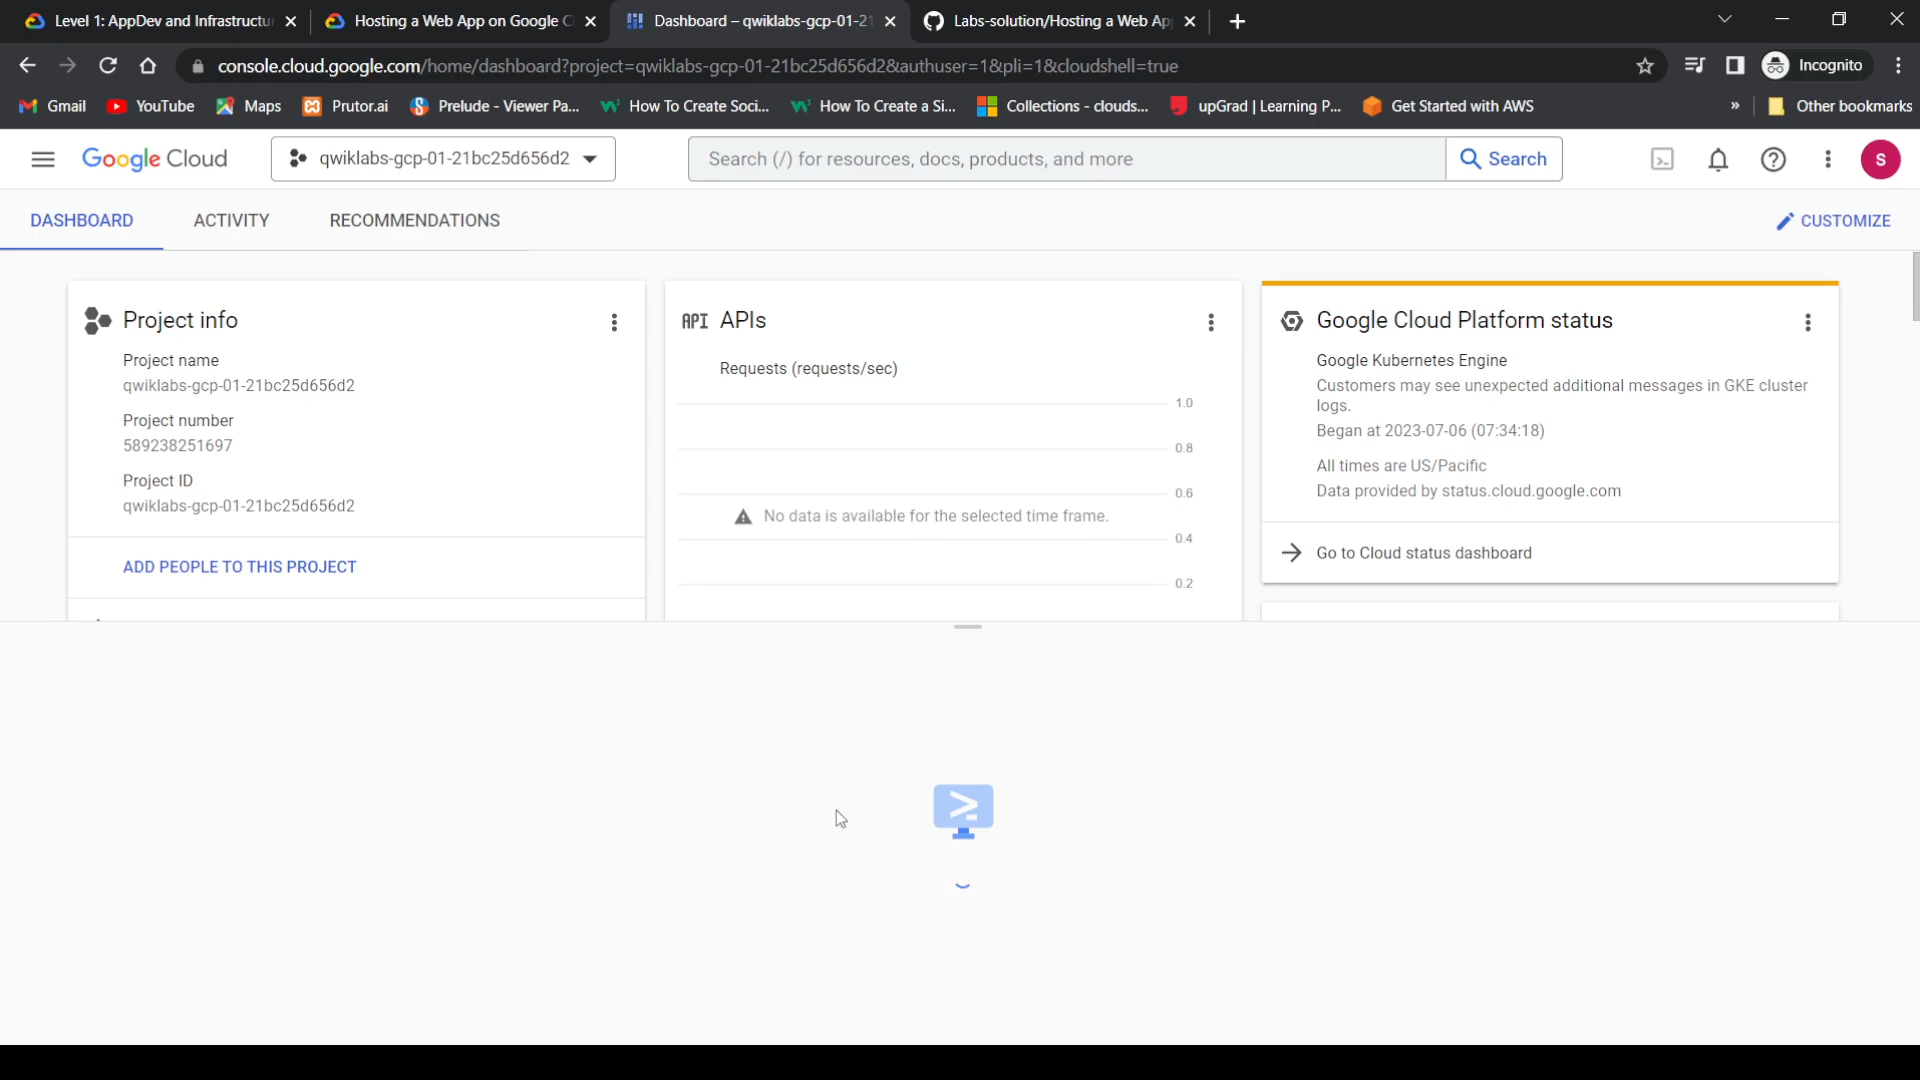 Level 1: AppDev and Infrastructu
Hosting a Web App on Google C
Dashboard – qwiklabs-gcp-01-21
Labs-solution/Hosting a Web Ap
console.cloud.google.com/home/dashboard?project=qwiklabs-gcp-01-21bc25d656d2&authuser=1&pli=1&cloudshell=true
Incognito
Gmail
YouTube
Maps
Prutor.ai
Prelude - Viewer Pa...
How To Create Soci...
How To Create a Si...
Collections - clouds...
upGrad | Learning P...
Get Started with AWS
»
Other bookmarks
Google Cloud
qwiklabs-gcp-01-21bc25d656d2
Search (/) for resources, docs, products, and more
Search
S
DASHBOARD
ACTIVITY
RECOMMENDATIONS
CUSTOMIZE
Project info
Project name
qwiklabs-gcp-01-21bc25d656d2
Project number
589238251697
Project ID
qwiklabs-gcp-01-21bc25d656d2
ADD PEOPLE TO THIS PROJECT
API APIs
Requests (requests/sec)
1.0
0.8
0.6
No data is available for the selected time frame.
0.4
0.2
Google Cloud Platform status
Google Kubernetes Engine
Customers may see unexpected additional messages in GKE cluster
logs.
Began at 2023-07-06 (07:34:18)
All times are US/Pacific
Data provided by status.cloud.google.com
Go to Cloud status dashboard